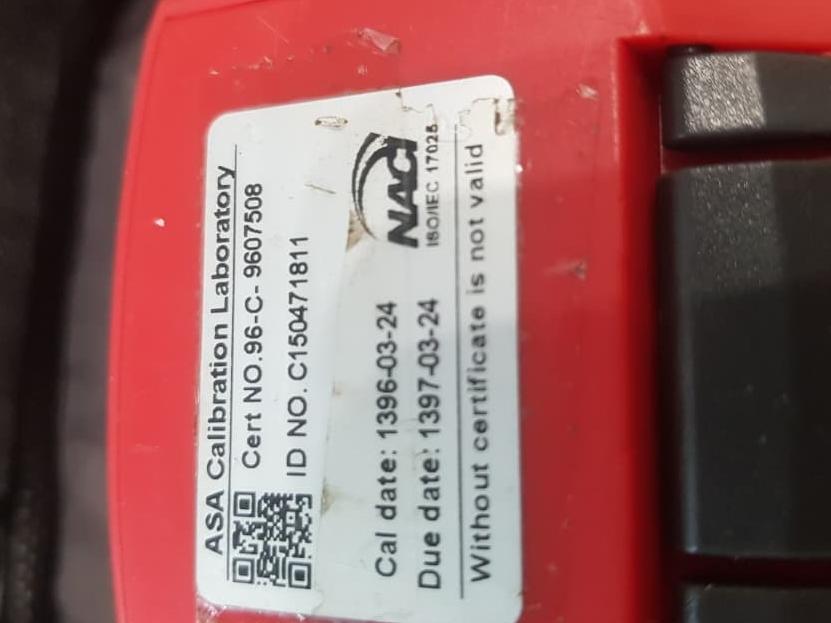 ASA Calibration Laboratory
Cert NO.96-C- 9607508
ID NO. C150471811
NACI
ISO/IEC 17025
Cal date: 1396-03-24
Due date: 1397-03-24
Without certificate is not valid